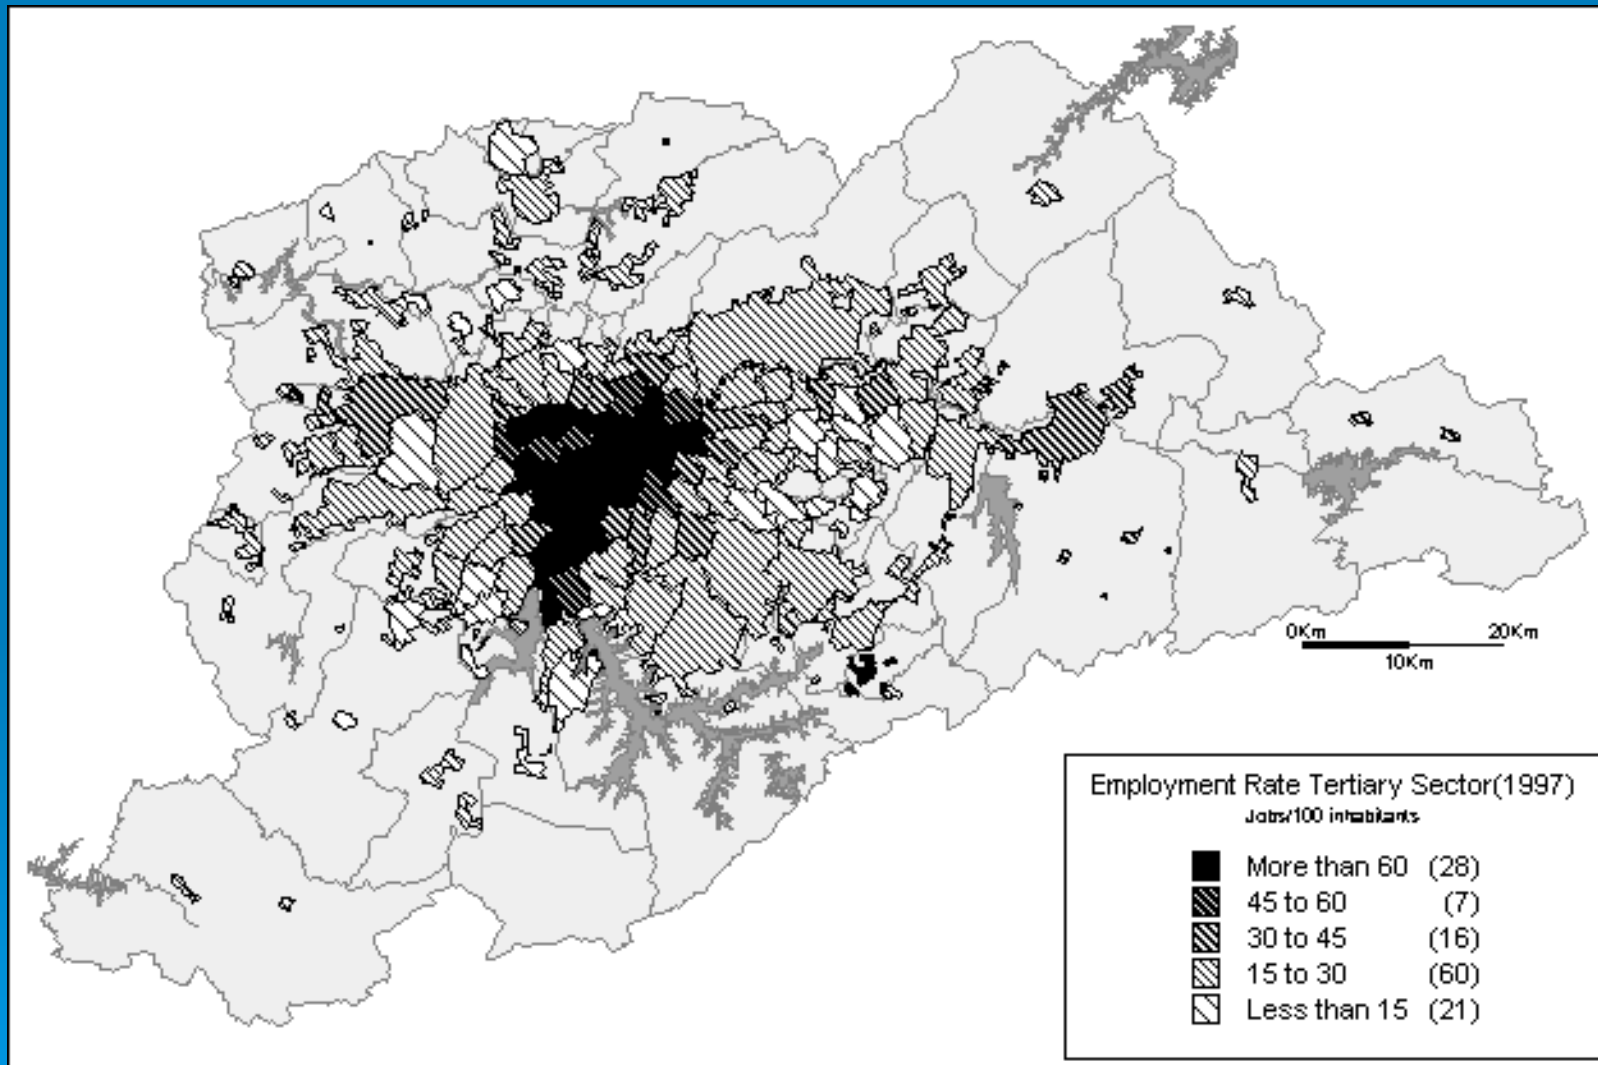 0Km 20Km
10Km
Employment Rate Tertiary Sector(1997)
Jobs/100 inhabitants
More than 60 (28)
45 to 60 (7)
30 to 45 (16)
15 to 30 (60)
Less than 15 (21)